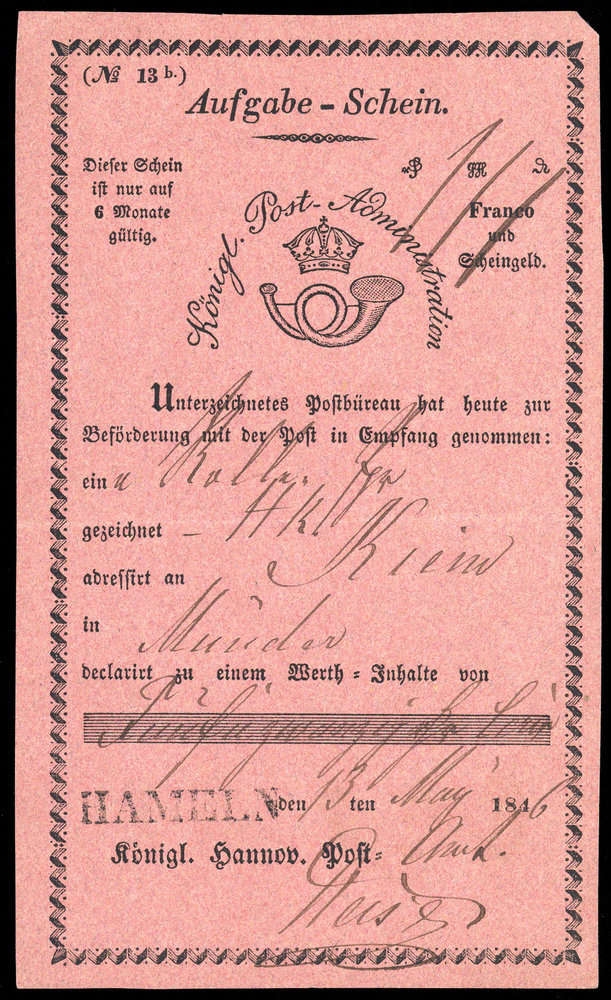 (№ 13 b.)
Aufgabe - Schein.
Dieser Schein
ist nur auf
6 Monate
gültig.
Königl. Post-Administration
Franco
und
Scheingeld.
Unterzeichnetes Postbüreau hat heute zur
Beförderung mit der Post in Empfang genommen:
ein
gezeichnet
adressirt an
in Münder
declarirt zu einem Werth-Inhalte von
HAMELN den 13 ten May 1846
Königl. Hannov. Post-